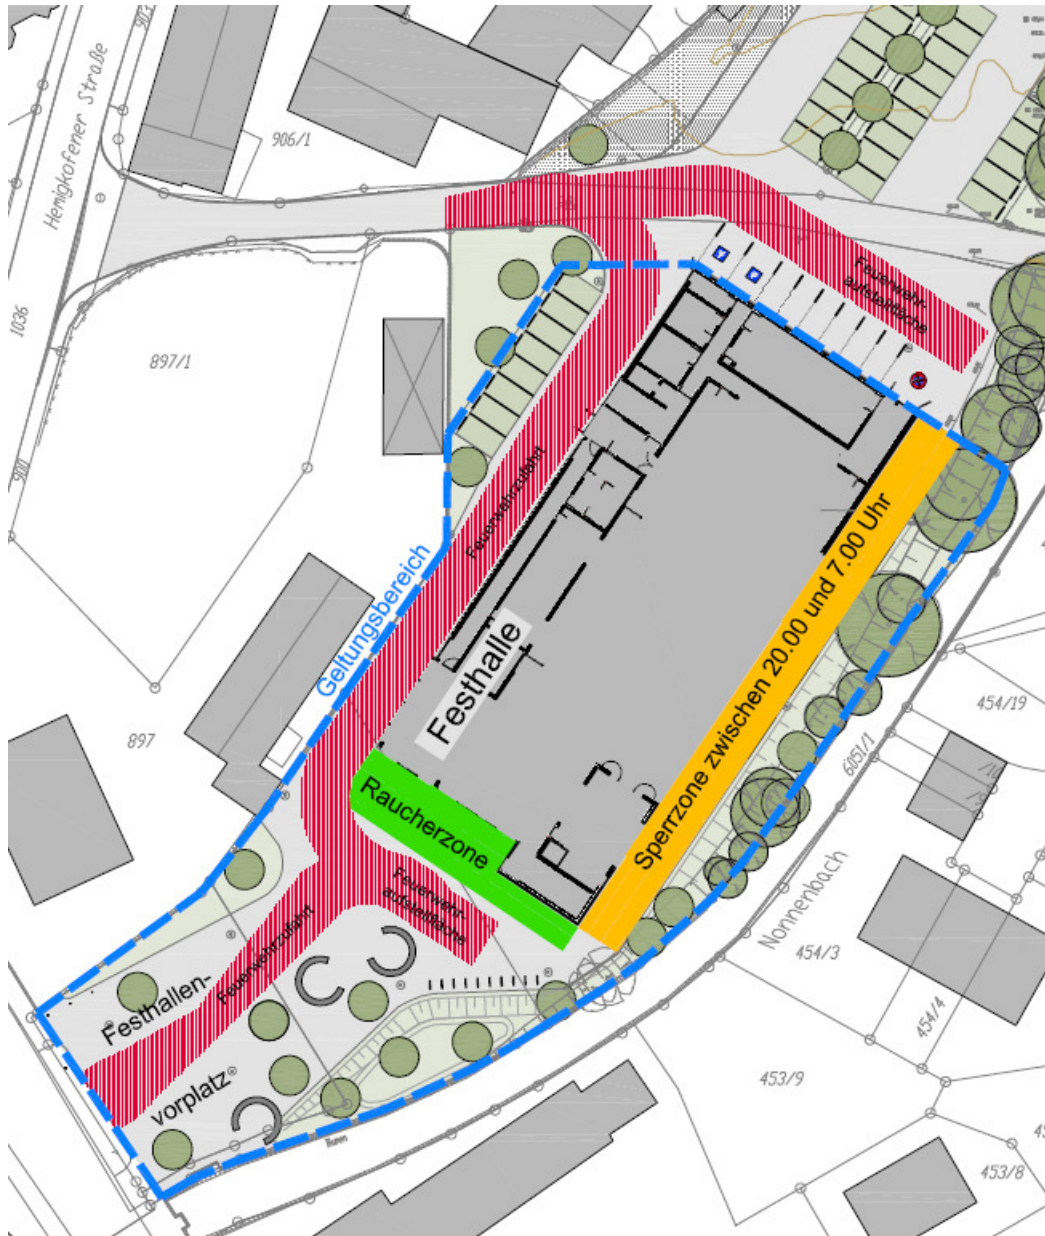 903
Hemigkofener Straße
906/1
1036
897/1
900
Feuerwehr-
aufstellfläche
Feuerwehrzufahrt
Geltungsbereich
Festhalle
Sperrzone zwischen 20.00 und 7.00 Uhr
897
Raucherzone
454/19
6051/1
Feuerwehr-
aufstellfläche
Feuerwehrzufahrt
Nonnenbach
454/3
454/4
Festhallen-
vorplatz
453/9
453/8